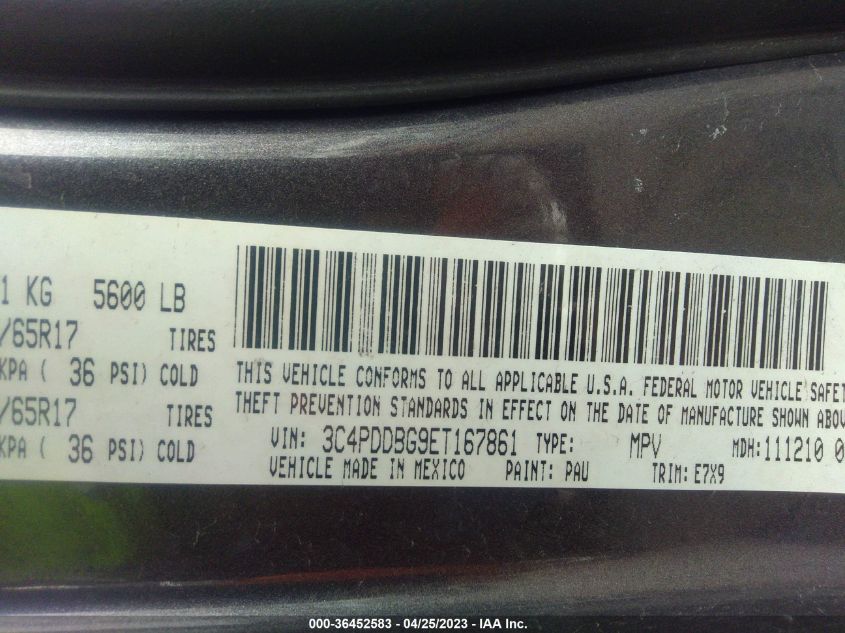 1 KG 5600 LB
/65R17 TIRES
KPA ( 36 PSI) COLD
/65R17 TIRES
KPA ( 36 PSI) COLD
THIS VEHICLE CONFORMS TO ALL APPLICABLE U.S.A. FEDERAL MOTOR VEHICLE SAFET
THEFT PREVENTION STANDARDS IN EFFECT ON THE DATE OF MANUFACTURE SHOWN ABOV
VIN: 3C4PDDBG9ET167861 TYPE: MPV MDH:111210 0
VEHICLE MADE IN MEXICO PAINT: PAU TRIM: E7X9
000-36452583 - 04/25/2023 - IAA Inc.